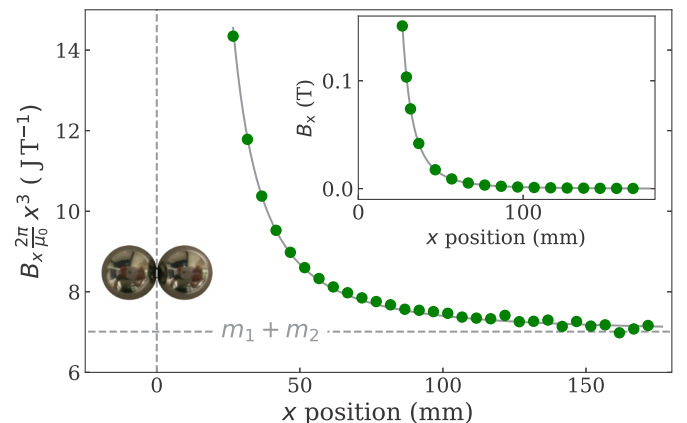 14
12
10
8
6
B_x 2π/μ₀ x³ ( J T⁻¹)
0
50
100
150
x position (mm)
m₁ + m₂
0.1
0.0
B_x (T)
0
100
x position (mm)